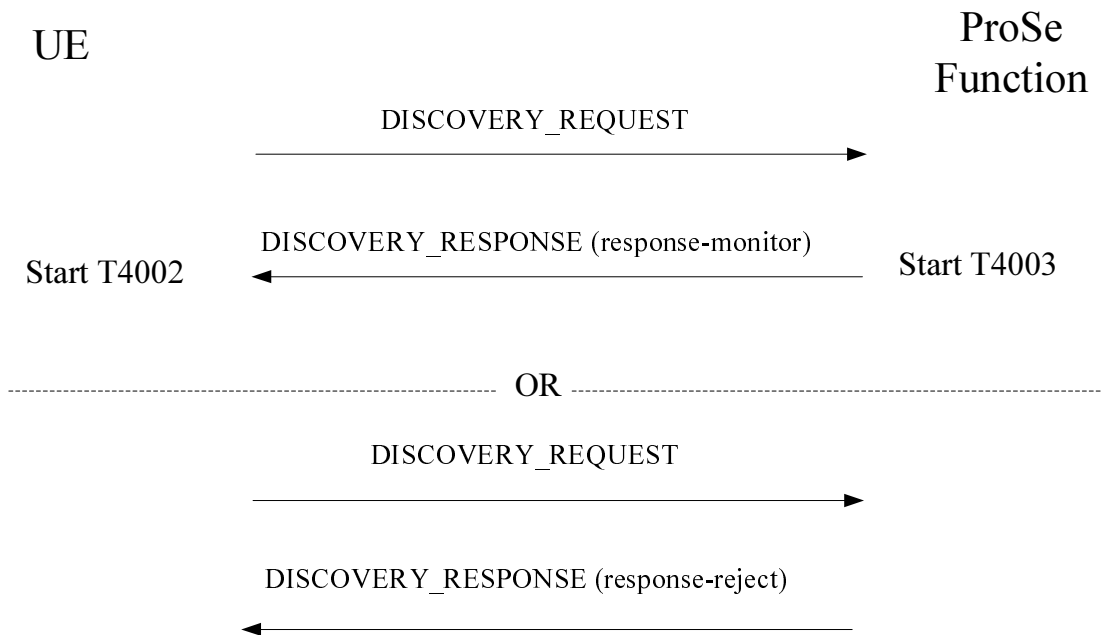 UE
ProSe
Function
DISCOVERY_REQUEST
DISCOVERY_RESPONSE (response-monitor)
Start T4002
Start T4003
OR
DISCOVERY_REQUEST
DISCOVERY_RESPONSE (response-reject)